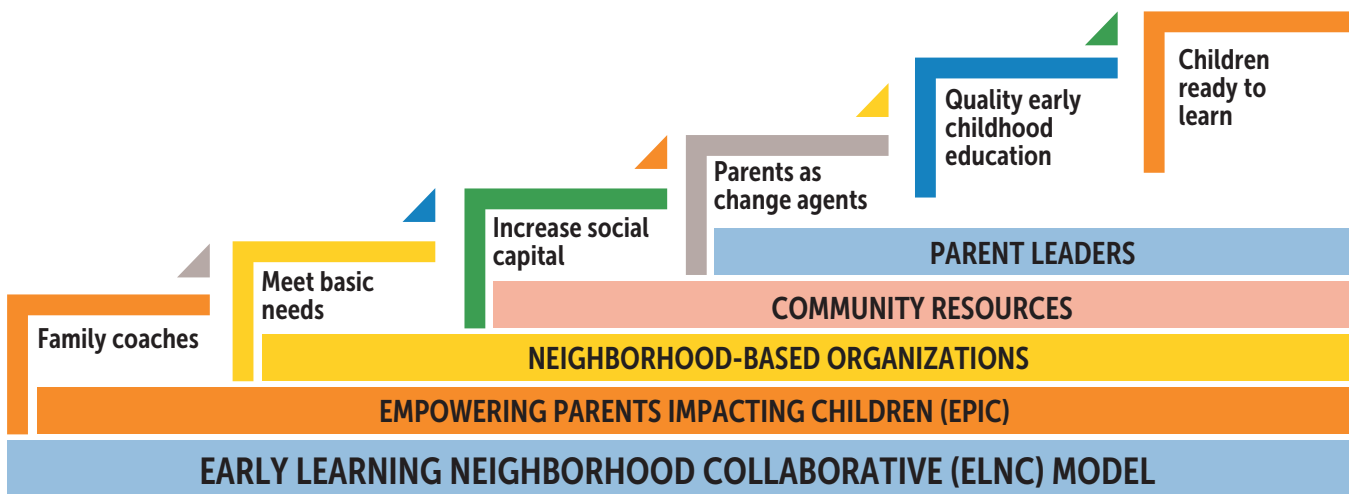 Children
ready to
learn
Quality early
childhood
education
Parents as
change agents
Increase social
capital
Meet basic
needs
Family coaches
PARENT LEADERS
COMMUNITY RESOURCES
NEIGHBORHOOD-BASED ORGANIZATIONS
EMPOWERING PARENTS IMPACTING CHILDREN (EPIC)
EARLY LEARNING NEIGHBORHOOD COLLABORATIVE (ELNC) MODEL